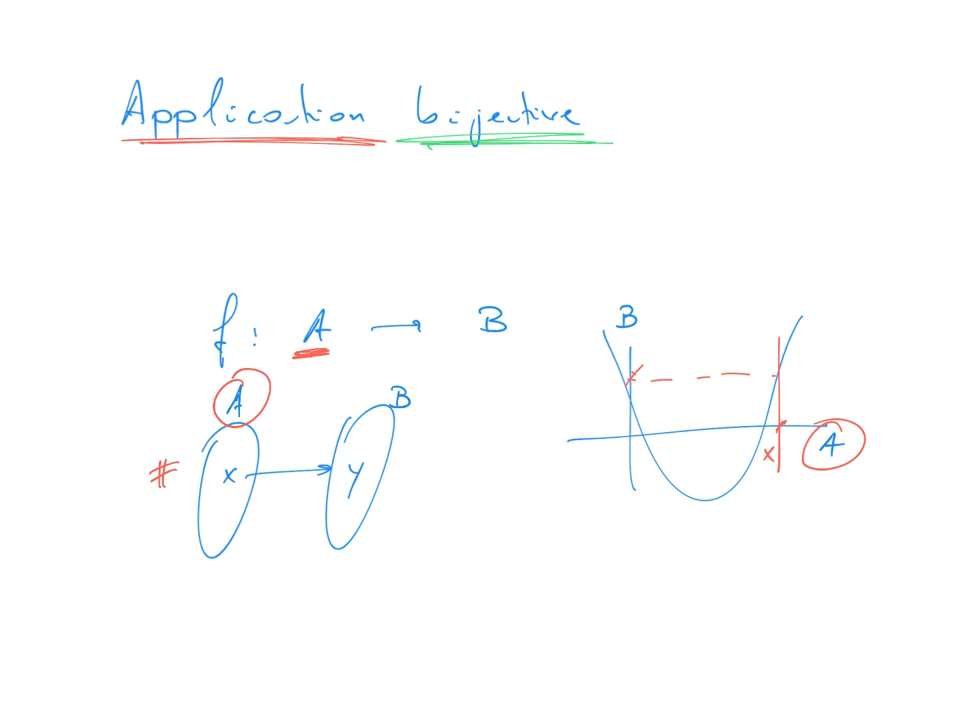 Application bijective
f: A → B
A
B
# x → y
B
x
A